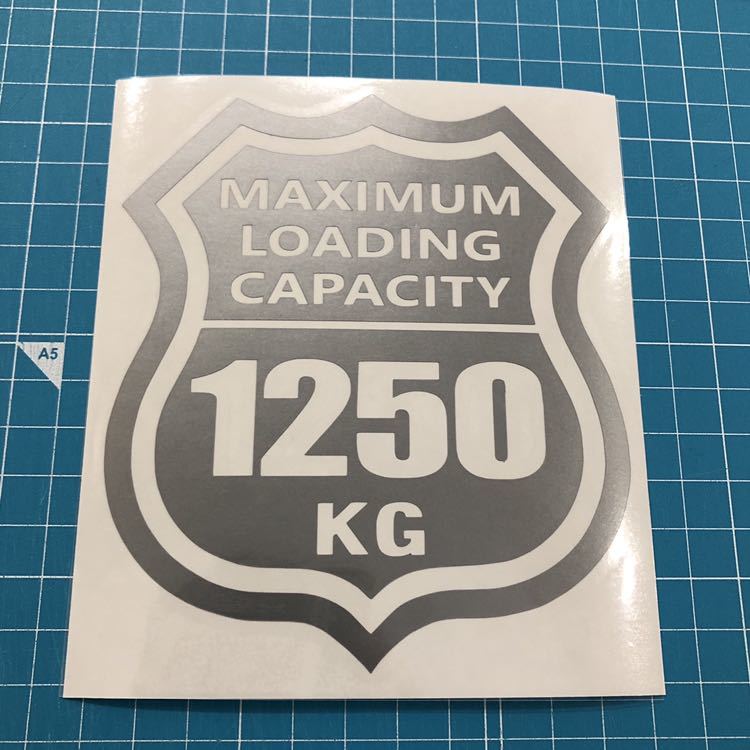 MAXIMUM
LOADING
CAPACITY
1250
KG
A5